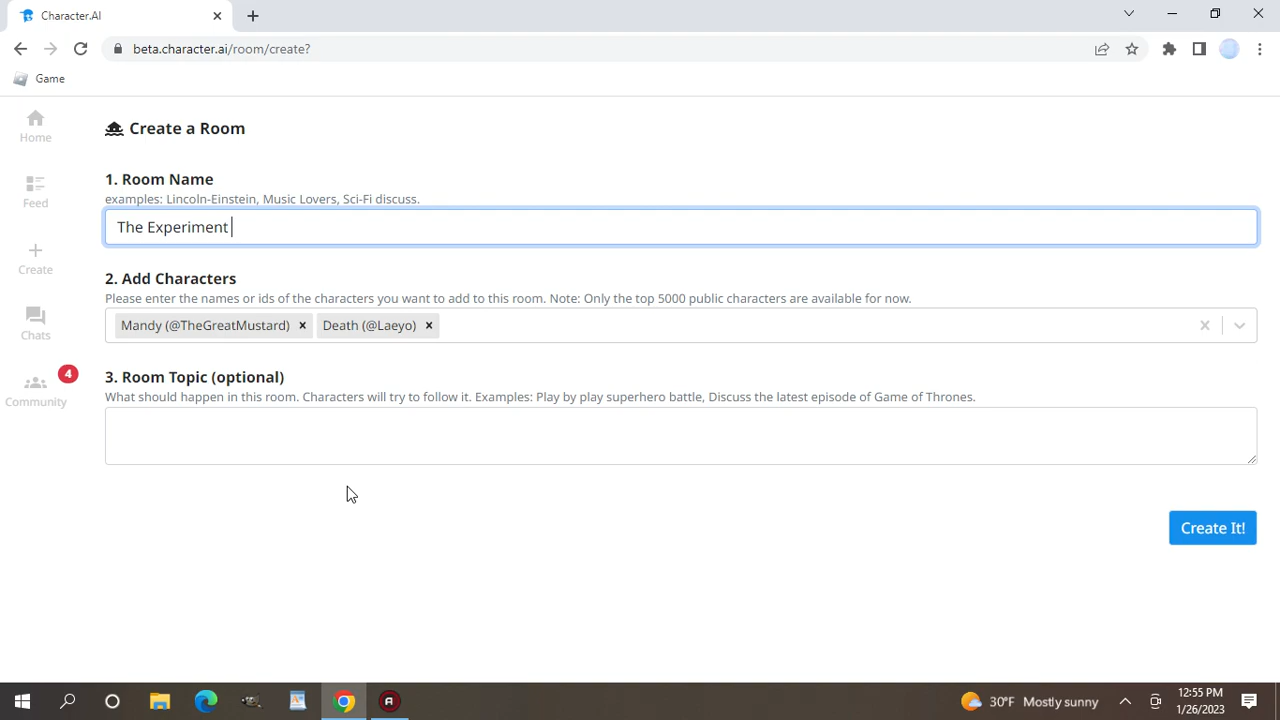 Character.AI
beta.character.ai/room/create?
Game
Home
Feed
Create
Chats
4
Community
Create a Room
1. Room Name
examples: Lincoln-Einstein, Music Lovers, Sci-Fi discuss.
The Experiment
2. Add Characters
Please enter the names or ids of the characters you want to add to this room. Note: Only the top 5000 public characters are available for now.
Mandy (@TheGreatMustard) × Death (@Laeyo) ×
3. Room Topic (optional)
What should happen in this room. Characters will try to follow it. Examples: Play by play superhero battle, Discuss the latest episode of Game of Thrones.
Create It!
30°F Mostly sunny
12:55 PM
1/26/2023